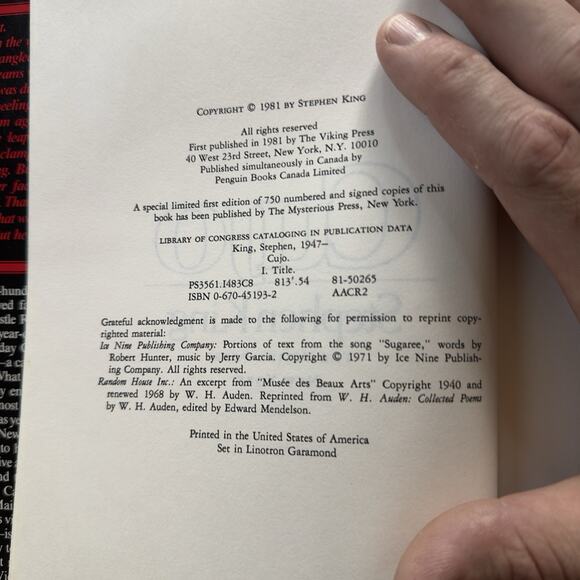 COPYRIGHT © 1981 BY STEPHEN KING
All rights reserved
First published in 1981 by The Viking Press
40 West 23rd Street, New York, N.Y. 10010
Published simultaneously in Canada by
Penguin Books Canada Limited
A special limited first edition of 750 numbered and signed copies of this
book has been published by The Mysterious Press, New York.
LIBRARY OF CONGRESS CATALOGING IN PUBLICATION DATA
King, Stephen, 1947–
Cujo.
I. Title.
PS3561.I483C8 813'.54 81-50265
ISBN 0-670-45193-2 AACR2
Grateful acknowledgment is made to the following for permission to reprint copy-
righted material:
Ice Nine Publishing Company: Portions of text from the song "Sugaree," words by
Robert Hunter, music by Jerry Garcia. Copyright © 1971 by Ice Nine Publish-
ing Company. All rights reserved.
Random House Inc.: An excerpt from "Musée des Beaux Arts" Copyright 1940 and
renewed 1968 by W. H. Auden. Reprinted from W. H. Auden: Collected Poems
by W. H. Auden, edited by Edward Mendelson.
Printed in the United States of America
Set in Linotron Garamond